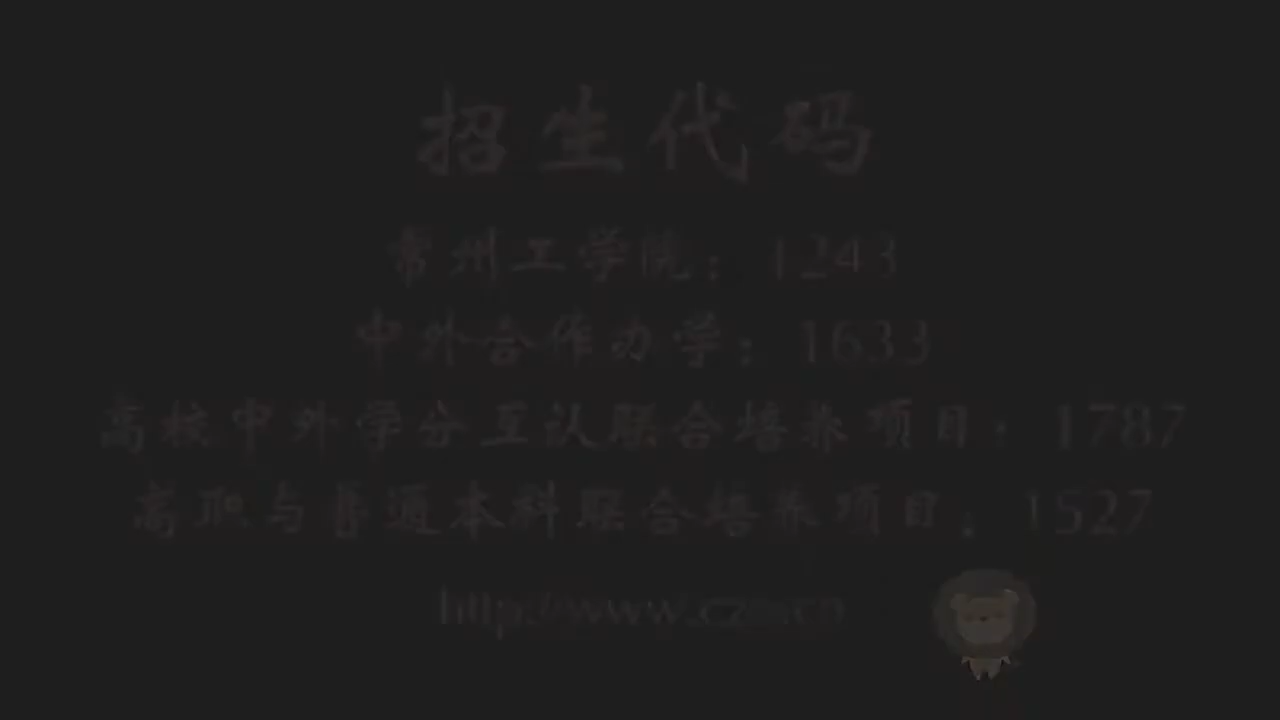 招生代码
常州工学院：1243
中外合作办学：1633
高校中外学分互认联合培养项目：1787
高职与普通本科联合培养项目：1527